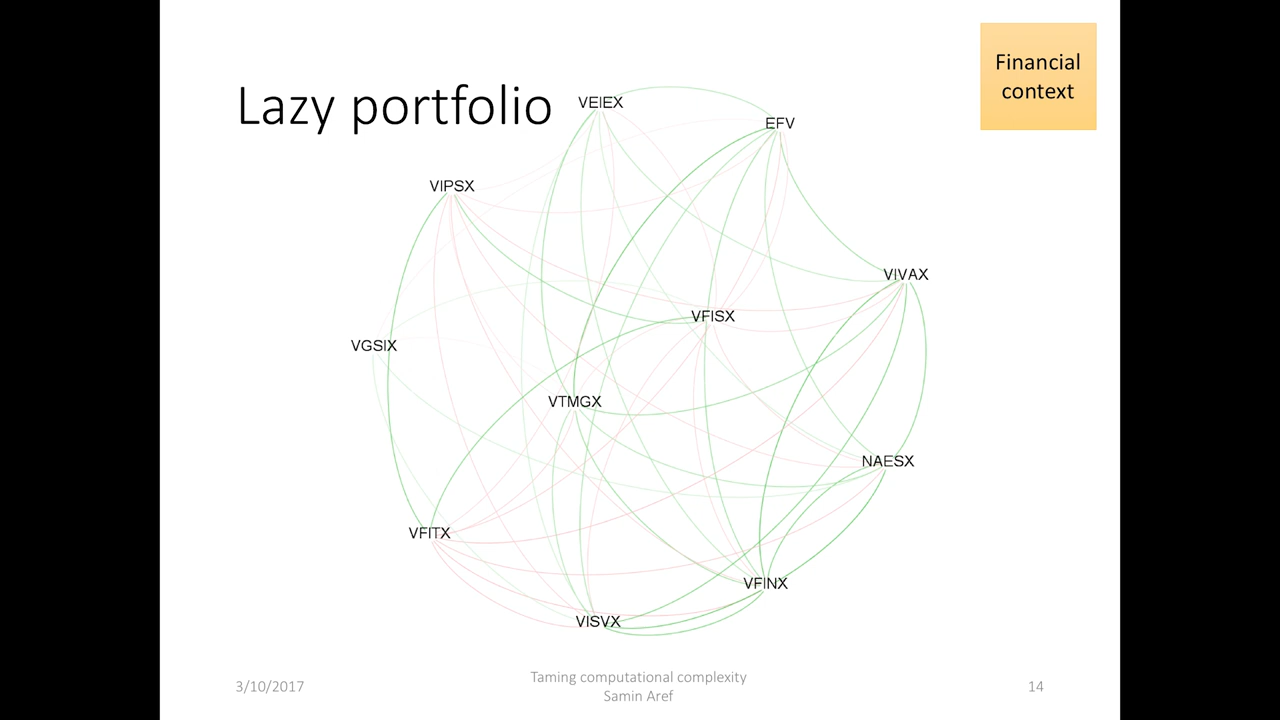 Financial
context
Lazy portfolio
VEIEX
EFV
VIPSX
VIVAX
VFISX
VGSIX
VTMGX
NAESX
VFITX
VFINX
VISVX
3/10/2017
Taming computational complexity
Samin Aref
14